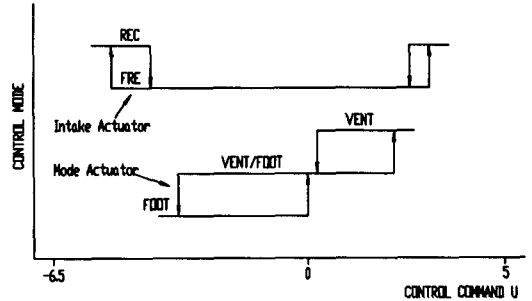 REC
FRE
Intake Actuator
VENT
Mode Actuator
VENT/FOOT
FOOT
CONTROL MODE
-6.5
0
5
CONTROL COMMAND U